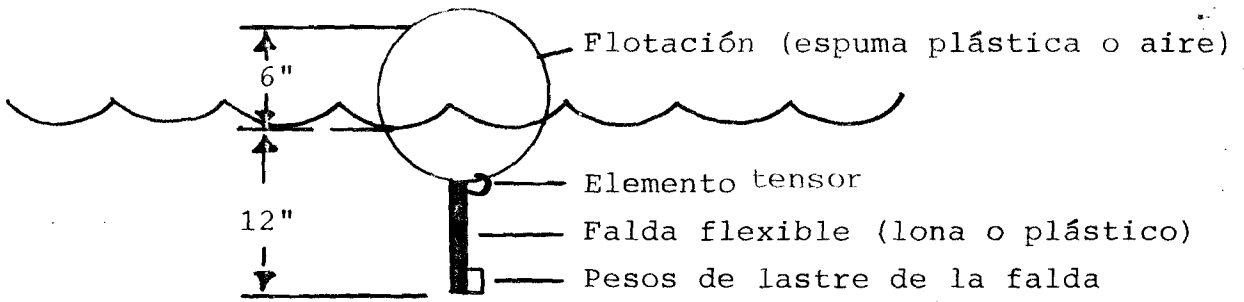 Flotación (espuma plástica o aire)
6"
Elemento tensor
12"
Falda flexible (lona o plástico)
Pesos de lastre de la falda